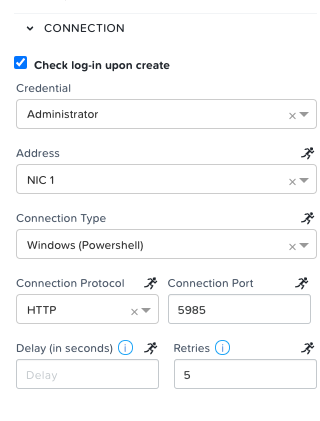 CONNECTION
Check log-in upon create
Credential
Administrator
Address
NIC 1
Connection Type
Windows (Powershell)
Connection Protocol Connection Port
HTTP 5985
Delay (in seconds) Retries
Delay 5